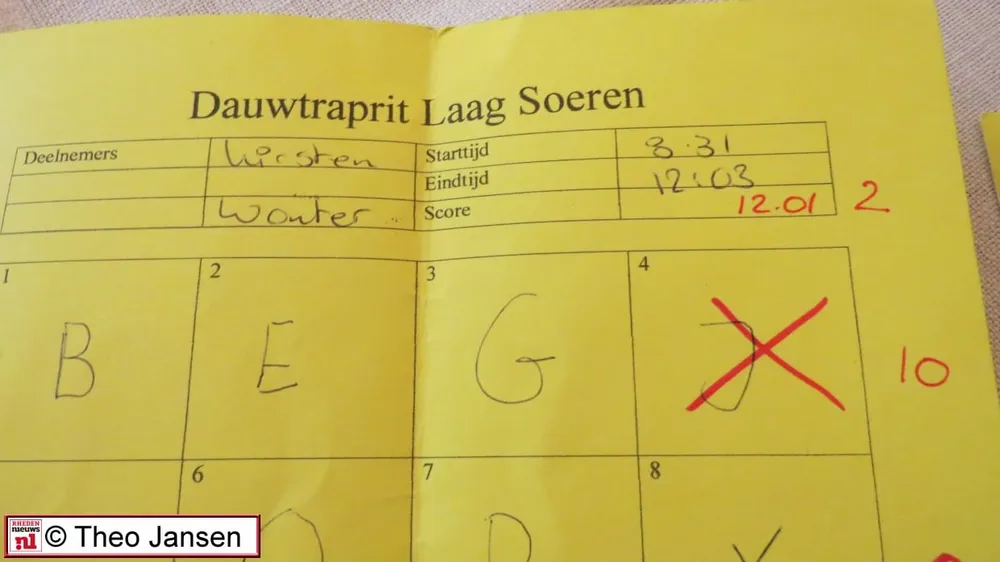 Dauwtraprit Laag Soeren
Deelnemers Kirsten Starttijd 8.31
Eindtijd 12:03
Wouter Score 12.01 2
1 2 3 4
B E G J 10
6 7 8
RHEDEN
nieuws
.nl
© Theo Jansen